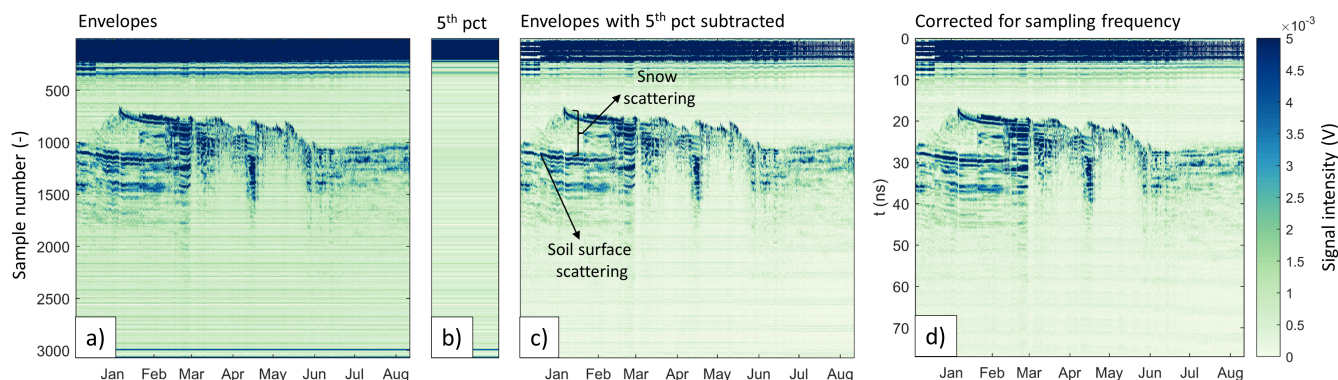 Envelopes
5th pct
Envelopes with 5th pct subtracted
Corrected for sampling frequency
×10-3
Sample number (-)
500
1000
1500
2000
2500
3000
a)
Jan Feb Mar Apr May Jun Jul Aug
b)
Snow
scattering
Soil surface
scattering
c)
Jan Feb Mar Apr May Jun Jul Aug
t (ns)
0
10
20
30
40
50
60
70
d)
Jan Feb Mar Apr May Jun Jul Aug
5
4.5
4
3.5
3
2.5
2
1.5
1
0.5
0
Signal intensity (V)